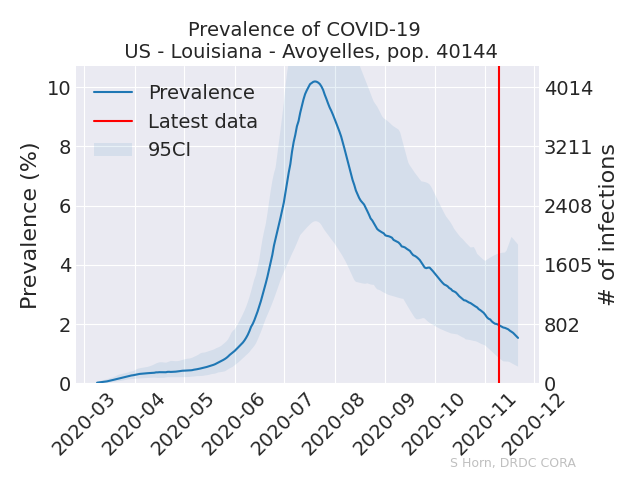 Prevalence of COVID-19
US - Louisiana - Avoyelles, pop. 40144
Prevalence
Latest data
95CI
Prevalence (%)
10
8
6
4
2
0
4014
3211
2408
1605
802
0
# of infections
2020-03
2020-04
2020-05
2020-06
2020-07
2020-08
2020-09
2020-10
2020-11
2020-12
S Horn, DRDC CORA